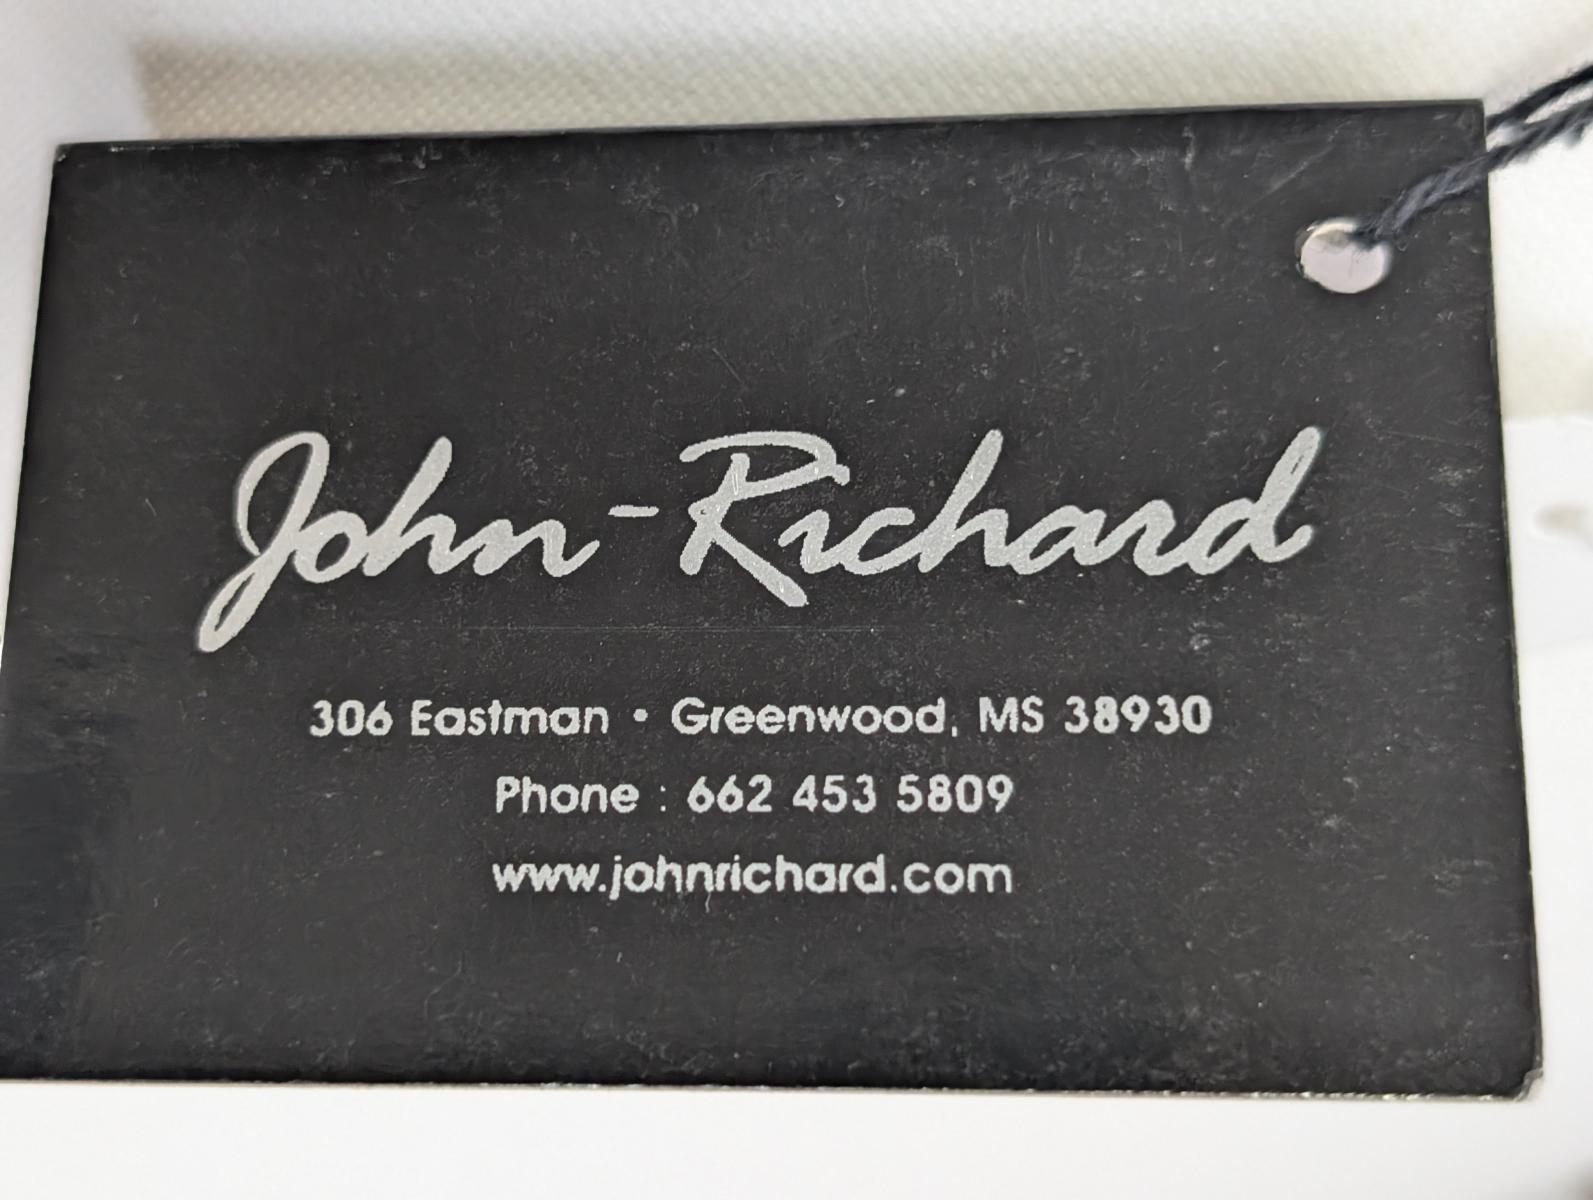 John-Richard
306 Eastman • Greenwood, MS 38930
Phone : 662 453 5809
www.johnrichard.com